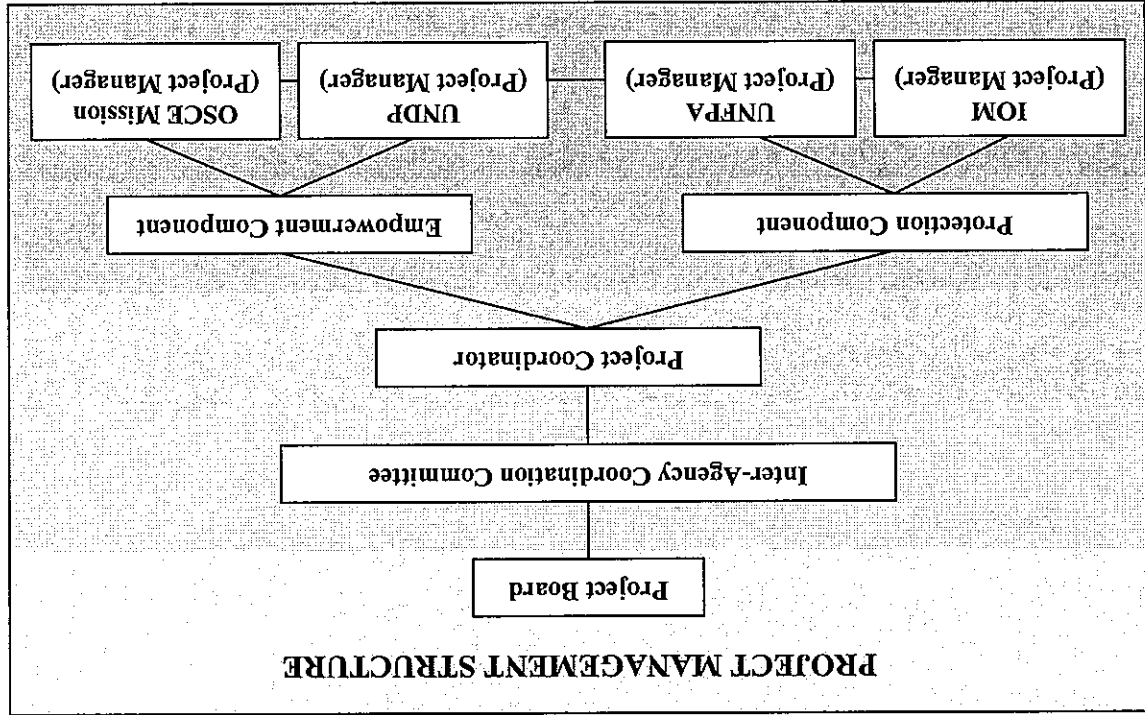 PROJECT MANAGEMENT STRUCTURE
Project Board
Inter-Agency Coordination Committee
Project Coordinator
Protection Component
Empowerment Component
IOM
(Project Manager)
UNFPA
(Project Manager)
UNDP
(Project Manager)
OSCE Mission
(Project Manager)